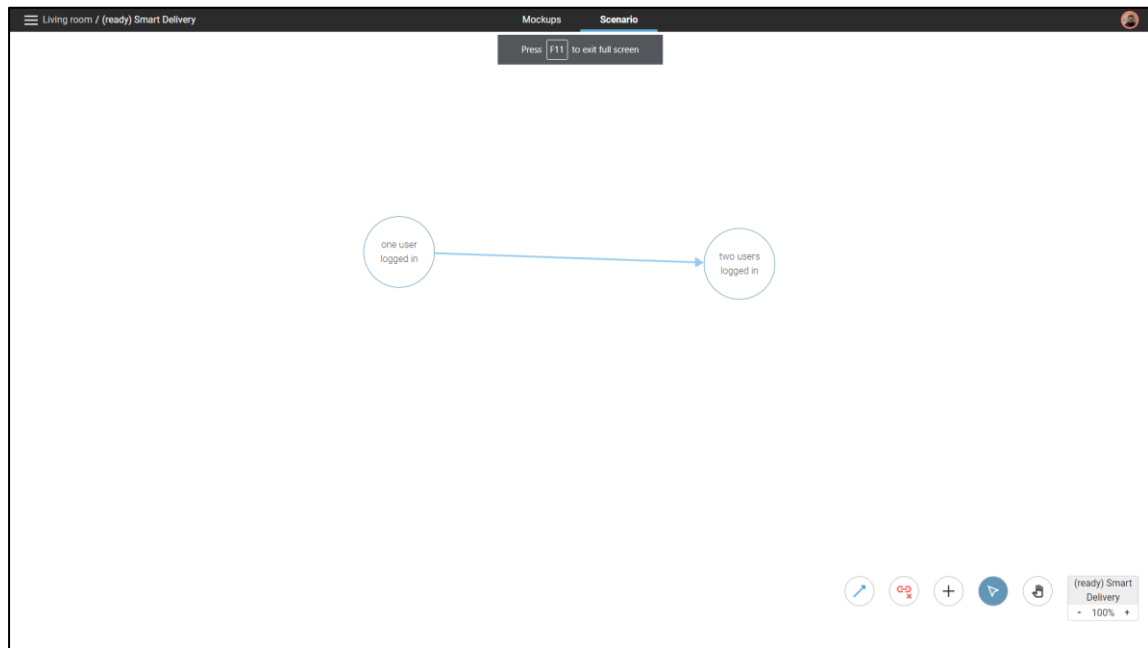 Living room / (ready) Smart Delivery
Mockups
Scenario
Press F11 to exit full screen
one user
logged in
two users
logged in
(ready) Smart
Delivery
- 100% +